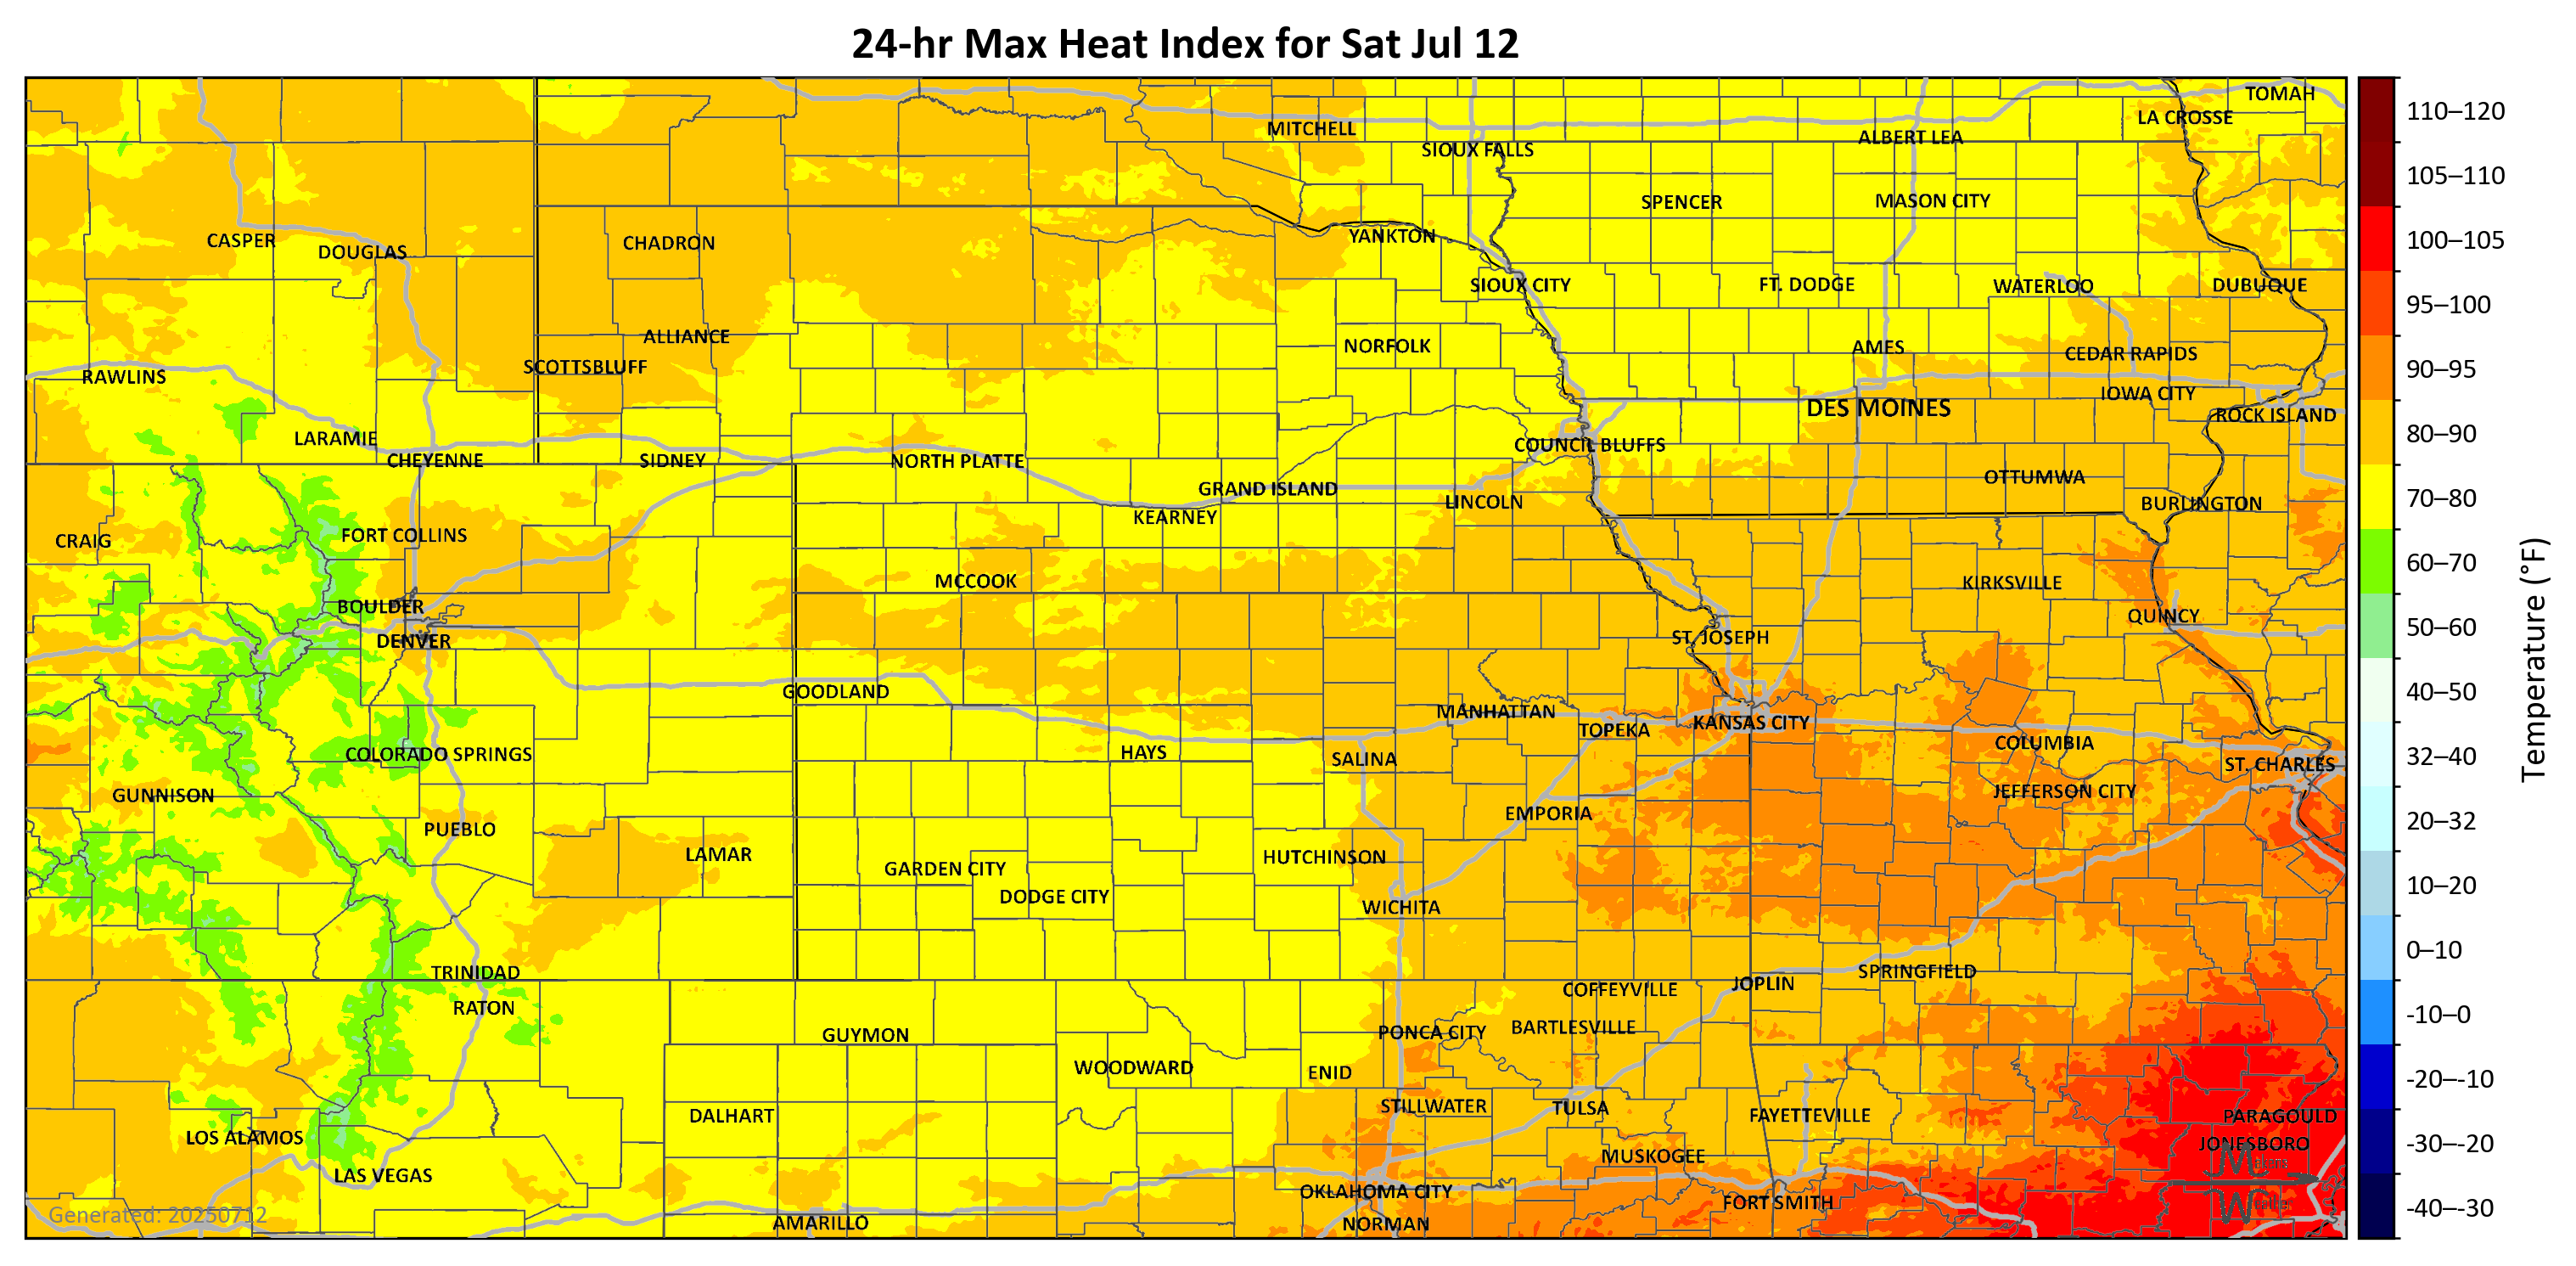 24-hr Max Heat Index for Sat Jul 12
TOMAH
LA CROSSE
MITCHELL
ALBERT LEA
SIOUX FALLS
SPENCER
MASON CITY
CASPER
DOUGLAS
CHADRON
YANKTON
SIOUX CITY
FT. DODGE
WATERLOO
DUBUQUE
ALLIANCE
NORFOLK
AMES
CEDAR RAPIDS
SCOTTSBLUFF
RAWLINS
IOWA CITY
DES MOINES
ROCK ISLAND
LARAMIE
COUNCIL BLUFFS
CHEYENNE
SIDNEY
NORTH PLATTE
OTTUMWA
GRAND ISLAND
LINCOLN
BURLINGTON
KEARNEY
FORT COLLINS
CRAIG
MCCOOK
KIRKSVILLE
BOULDER
QUINCY
DENVER
ST. JOSEPH
GOODLAND
MANHATTAN
KANSAS CITY
TOPEKA
COLUMBIA
COLORADO SPRINGS
HAYS
SALINA
ST. CHARLES
GUNNISON
JEFFERSON CITY
EMPORIA
PUEBLO
LAMAR
HUTCHINSON
GARDEN CITY
DODGE CITY
WICHITA
TRINIDAD
SPRINGFIELD
JOPLIN
COFFEYVILLE
RATON
GUYMON
PONCA CITY
BARTLESVILLE
WOODWARD
ENID
STILLWATER
TULSA
DALHART
FAYETTEVILLE
PARAGOULD
LOS ALAMOS
JONESBORO
MUSKOGEE
LAS VEGAS
OKLAHOMA CITY
FORT SMITH
AMARILLO
NORMAN
Generated: 20250712
110–120
105–110
100–105
95–100
90–95
80–90
70–80
60–70
50–60
40–50
32–40
20–32
10–20
0–10
-10–0
-20–-10
-30–-20
-40–-30
Temperature (°F)